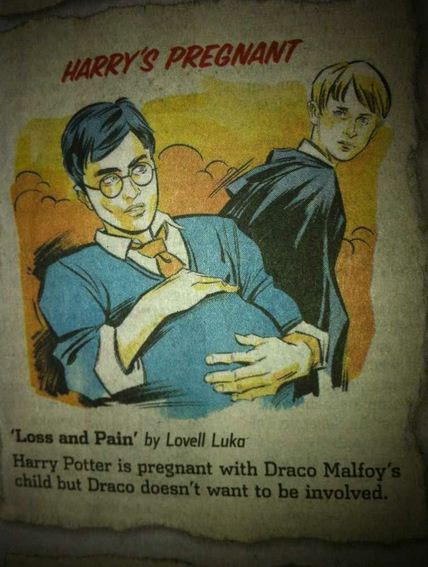 HARRY'S PREGNANT
'Loss and Pain' by Lovell Luka
Harry Potter is pregnant with Draco Malfoy's
child but Draco doesn't want to be involved.